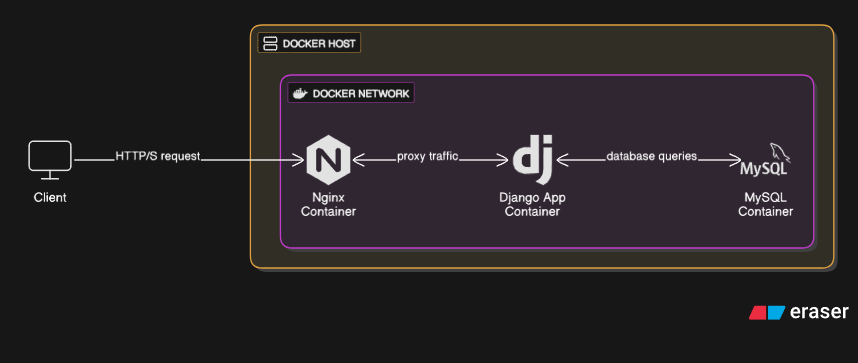 DOCKER HOST
DOCKER NETWORK
HTTP/S request
proxy traffic
database queries
N
dj
MySQL
Client
Nginx
Container
Django App
Container
MySQL
Container
eraser